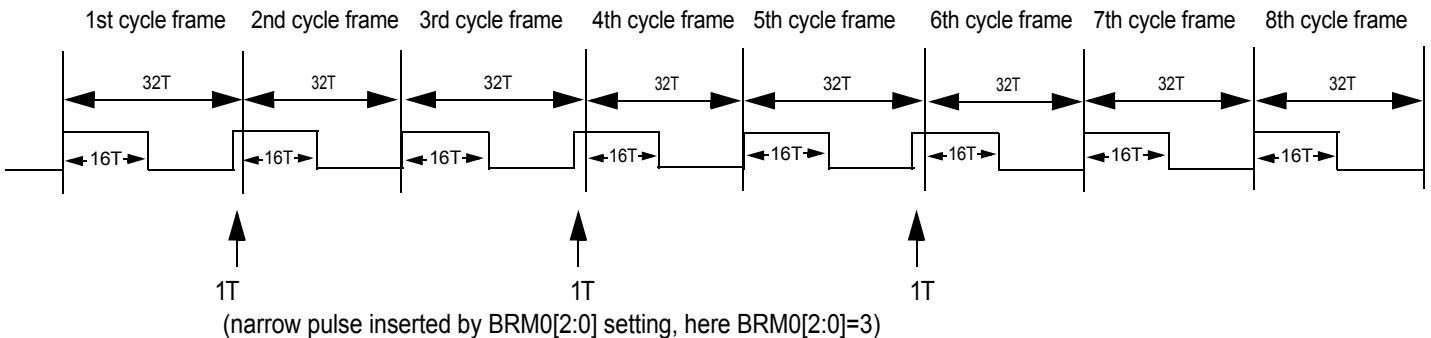 1st cycle frame 2nd cycle frame 3rd cycle frame 4th cycle frame 5th cycle frame 6th cycle frame 7th cycle frame 8th cycle frame
32T 32T 32T 32T 32T 32T 32T 32T
16T 16T 16T 16T 16T 16T 16T 16T
1T 1T 1T
(narrow pulse inserted by BRM0[2:0] setting, here BRM0[2:0]=3)